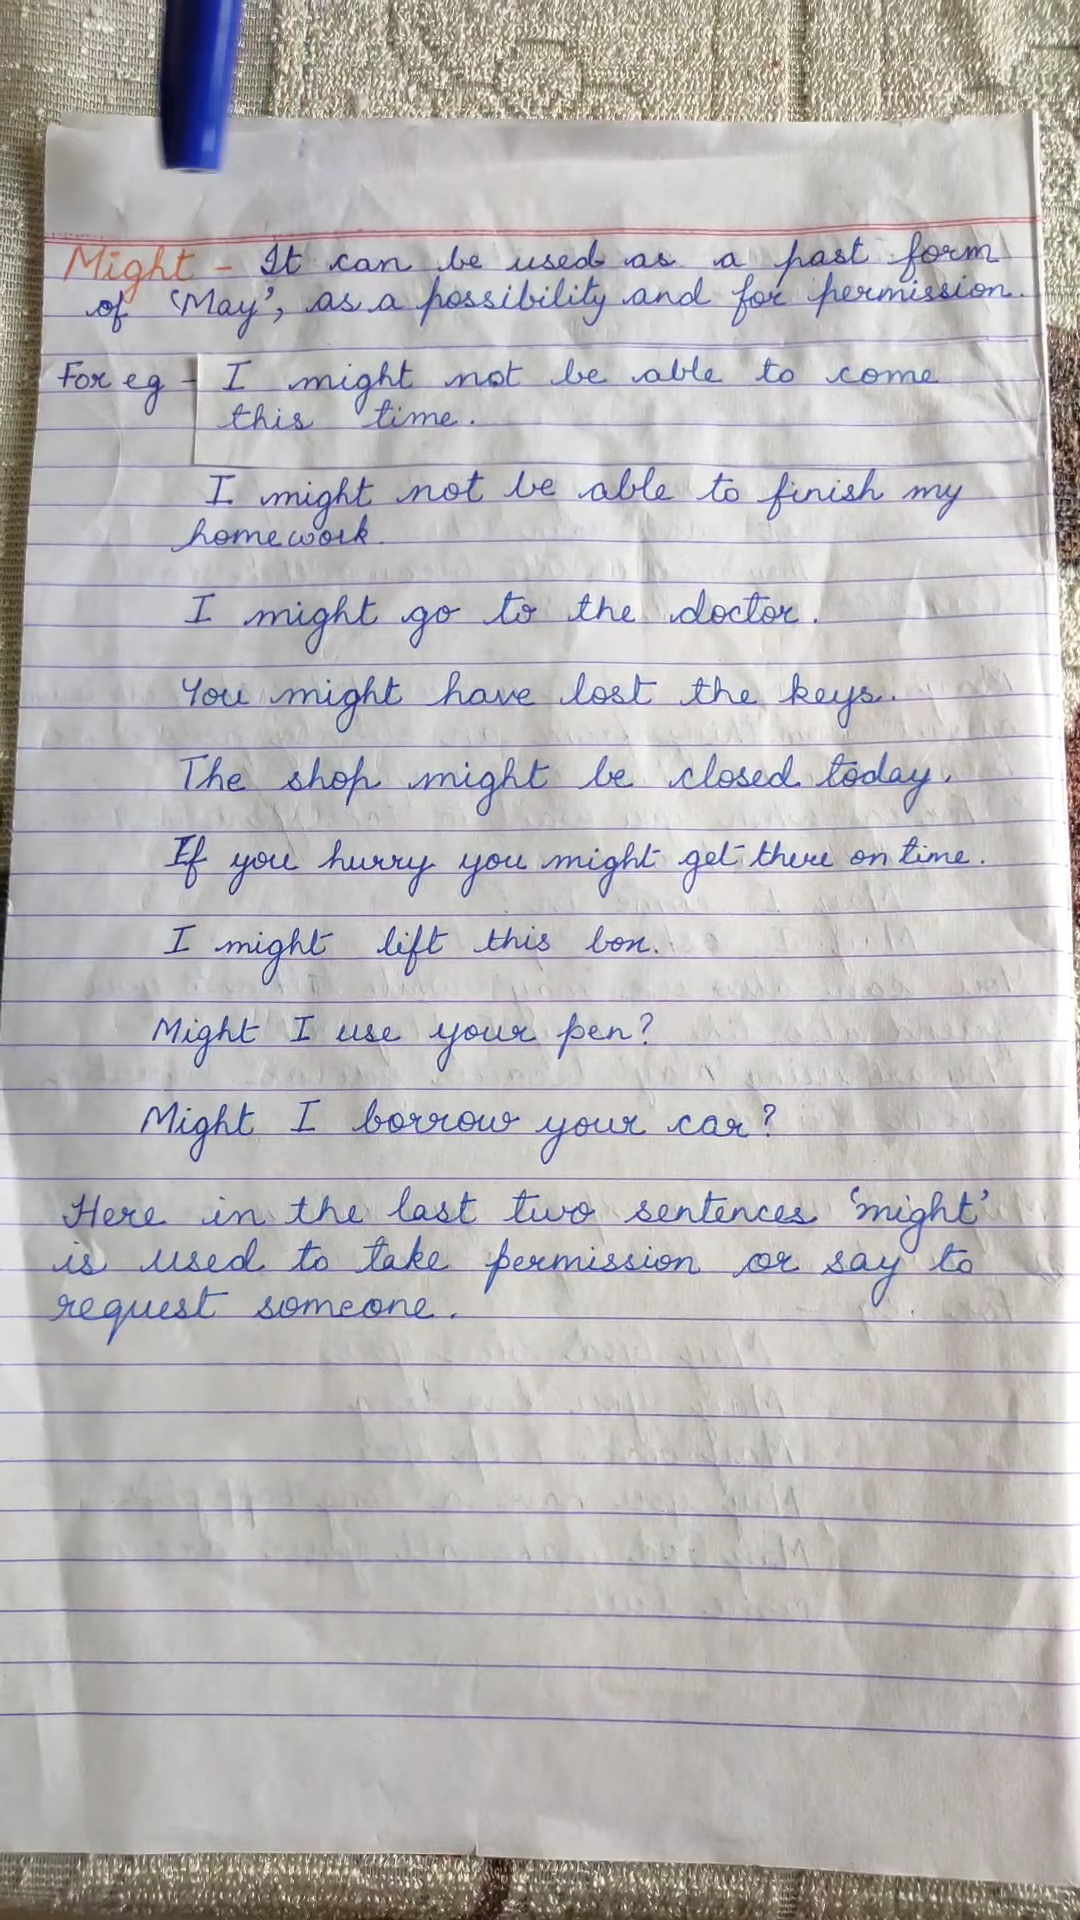 Might - It can be used as a past form
of 'May', as a possibility and for permission.
For eg - I might not be able to come
this time.
I might not be able to finish my
homework.
I might go to the doctor.
You might have lost the keys.
The shop might be closed today.
If you hurry you might get there on time.
I might lift this box.
Might I use your pen?
Might I borrow your car?
Here in the last two sentences 'might'
is used to take permission or say to
request someone.